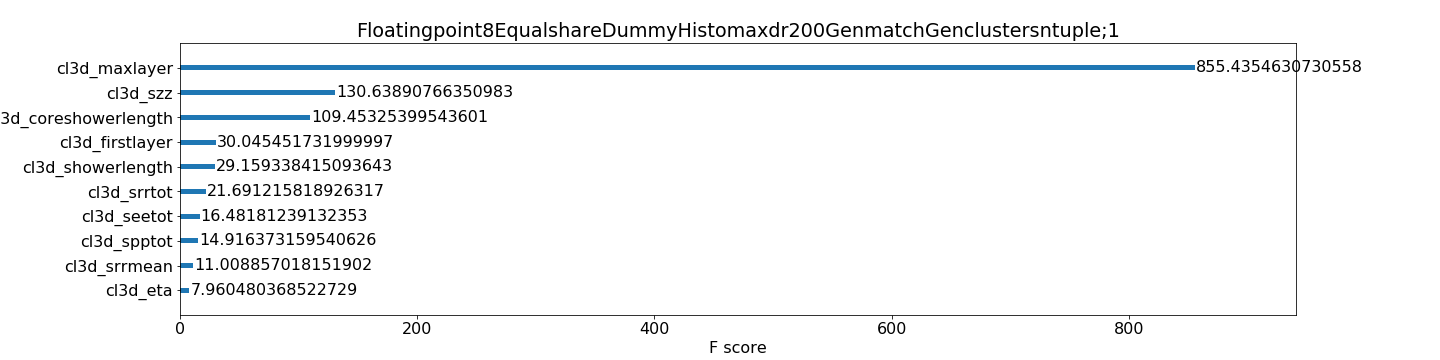 Floatingpoint8EqualshareDummyHistomaxdr200GenmatchGenclustersntuple;1
cl3d_maxlayer 855.4354630730558
cl3d_szz 130.63890766350983
3d_coreshowerlength 109.45325399543601
cl3d_firstlayer 30.045451731999997
cl3d_showerlength 29.159338415093643
cl3d_srrtot 21.691215818926317
cl3d_seetot 16.48181239132353
cl3d_spptot 14.916373159540626
cl3d_srrmean 11.008857018151902
cl3d_eta 7.960480368522729
0 200 400 600 800
F score